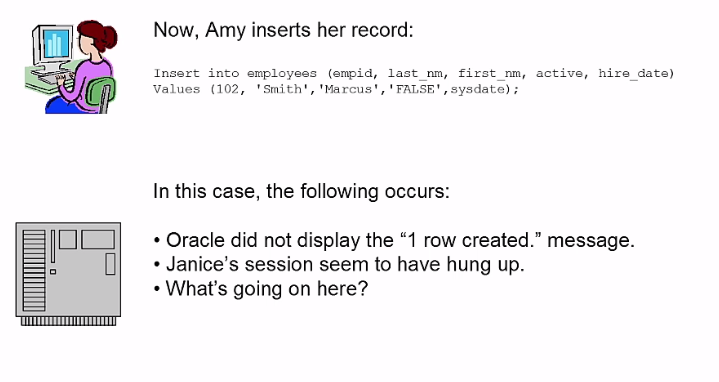 Now, Amy inserts her record:
Insert into employees (empid, last_nm, first_nm, active, hire_date)
Values (102, 'Smith','Marcus','FALSE',sysdate);
In this case, the following occurs:
• Oracle did not display the “1 row created.” message.
• Janice’s session seem to have hung up.
• What’s going on here?